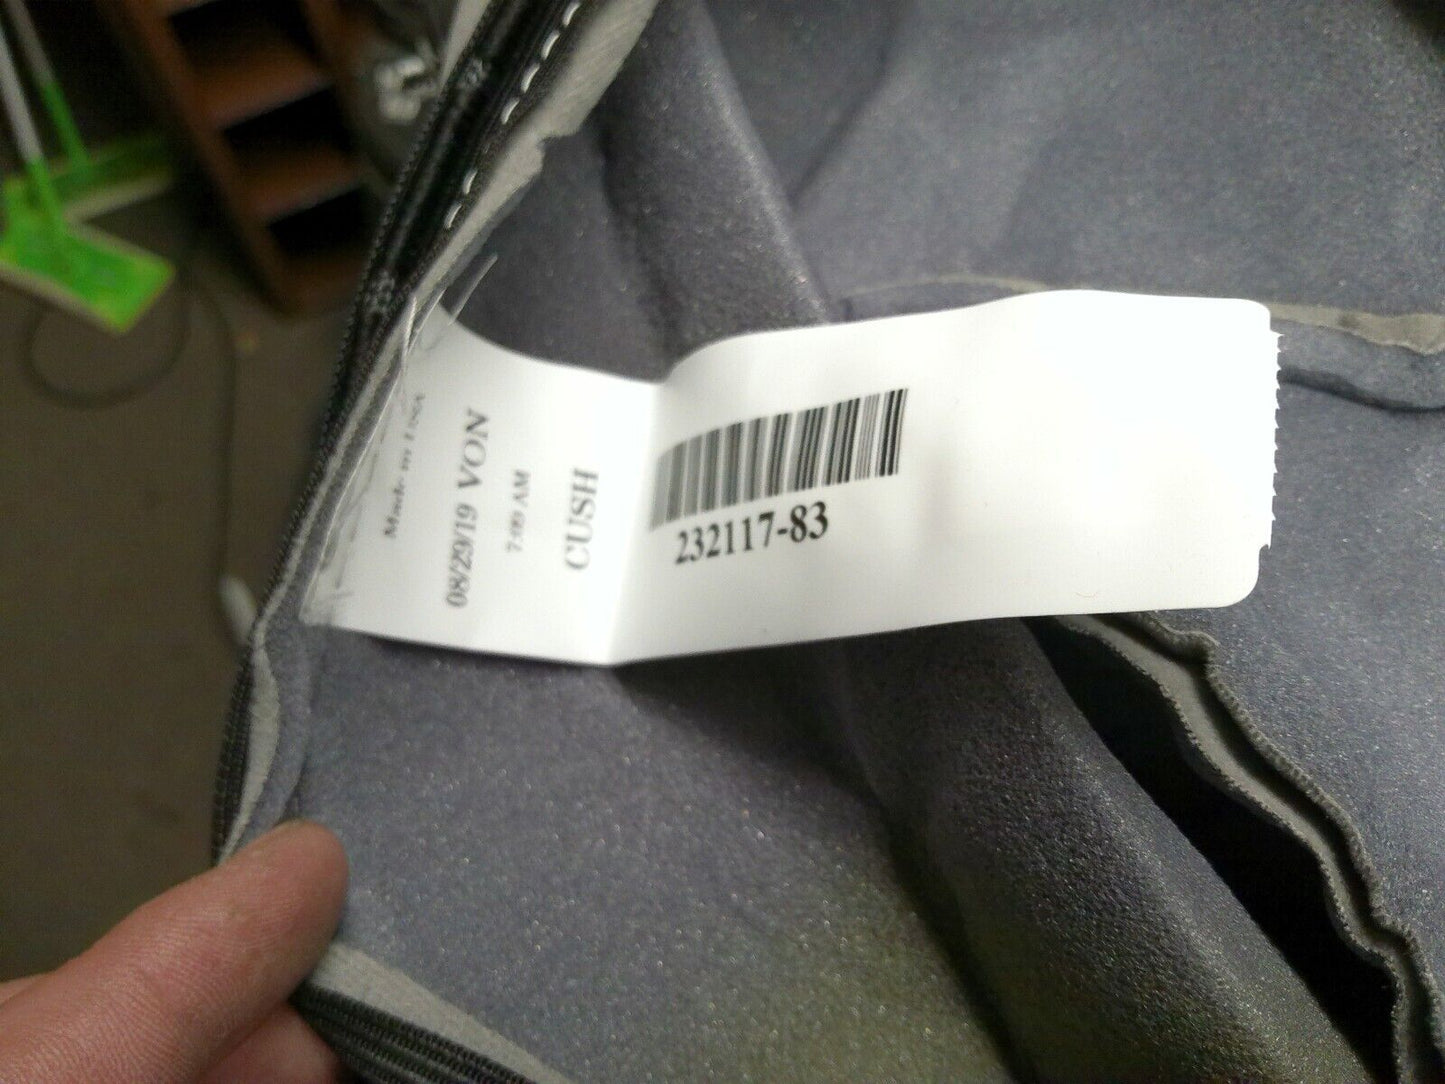 Made in USA
08/29/19 VON
7:09 AM
CUSH
232117-83